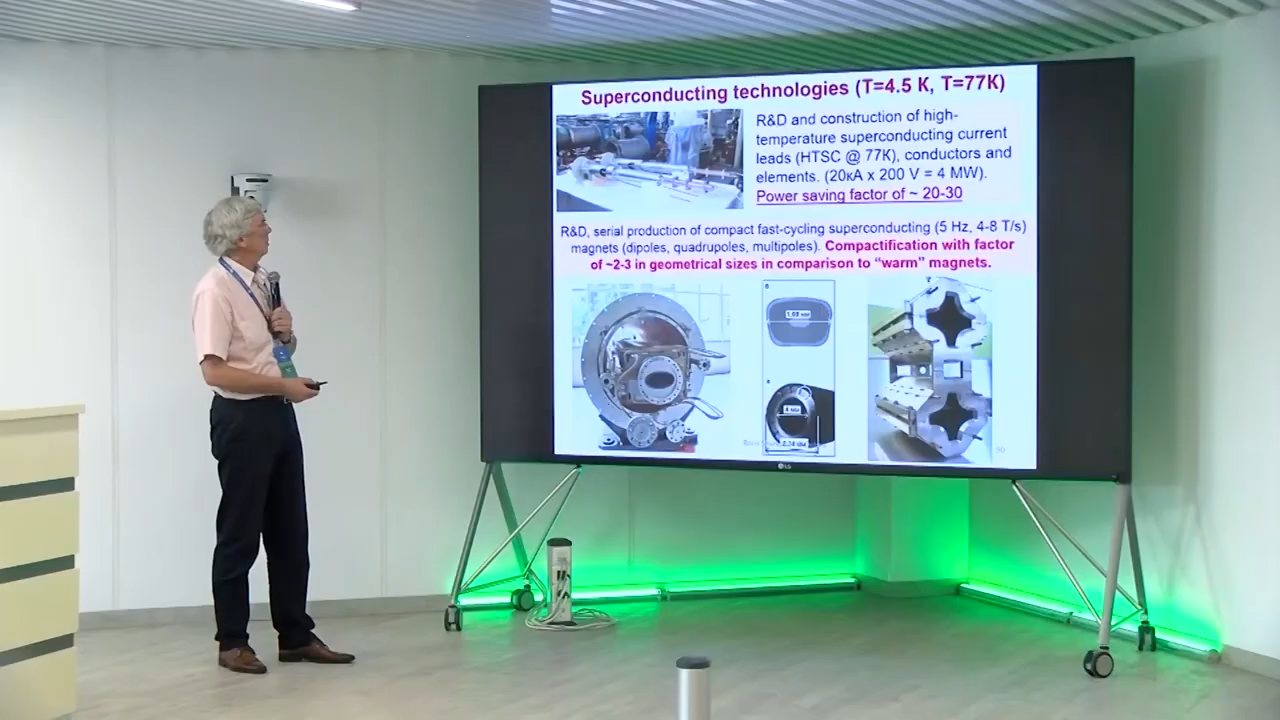 Superconducting technologies (T=4.5 K, T=77K)
R&D and construction of high-
temperature superconducting current
leads (HTSC @ 77K), conductors and
elements. (20кА x 200 V = 4 MW).
Power saving factor of ~ 20-30
R&D, serial production of compact fast-cycling superconducting (5 Hz, 4-8 T/s)
magnets (dipoles, quadrupoles, multipoles). Compactification with factor
of ~2-3 in geometrical sizes in comparison to “warm” magnets.
LG